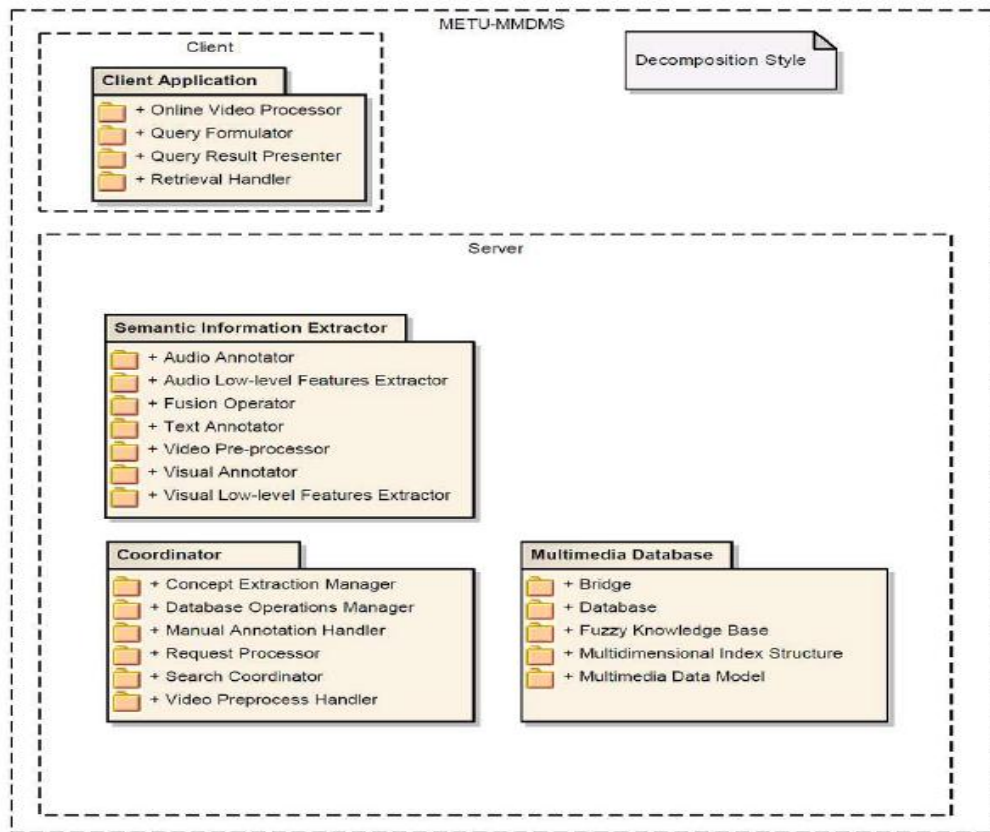 METU-MMDMS
Client
Decomposition Style
Client Application
+ Online Video Processor
+ Query Formulator
+ Query Result Presenter
+ Retrieval Handler
Server
Semantic Information Extractor
+ Audio Annotator
+ Audio Low-level Features Extractor
+ Fusion Operator
+ Text Annotator
+ Video Pre-processor
+ Visual Annotator
+ Visual Low-level Features Extractor
Coordinator
+ Concept Extraction Manager
+ Database Operations Manager
+ Manual Annotation Handler
+ Request Processor
+ Search Coordinator
+ Video Preprocess Handler
Multimedia Database
+ Bridge
+ Database
+ Fuzzy Knowledge Base
+ Multidimensional Index Structure
+ Multimedia Data Model